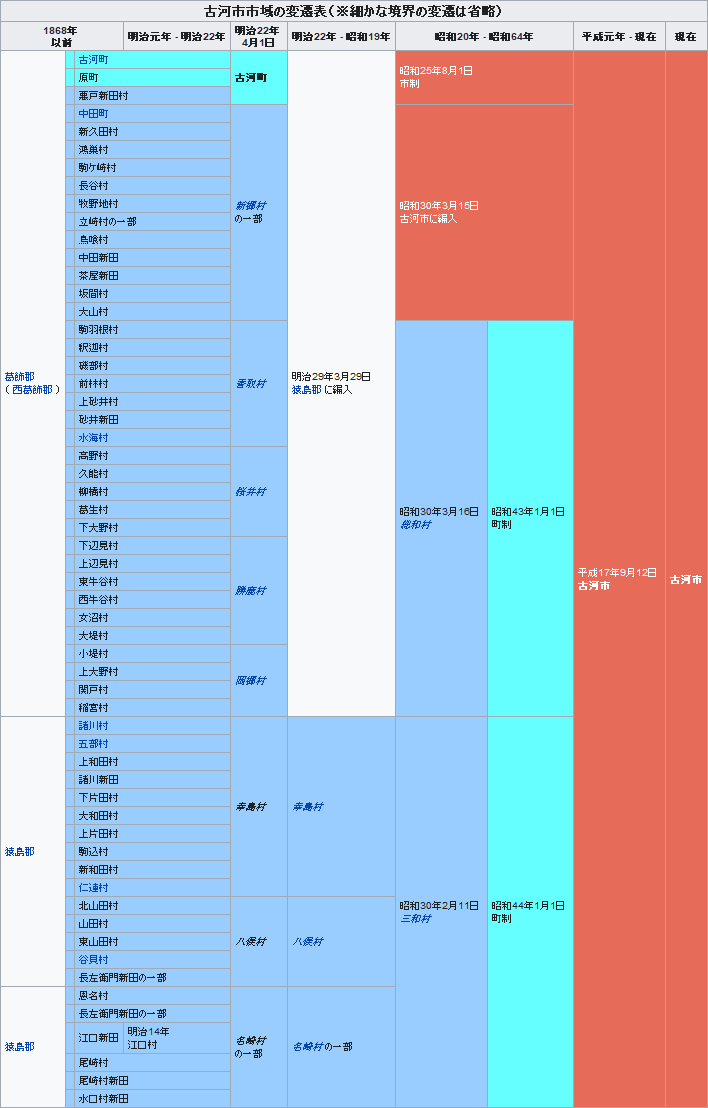 古河市市域の変遷表(※細かな境界の変遷は省略)
1868年
以前
明治元年 - 明治22年
明治22年
4月1日
明治22年 - 昭和19年
昭和20年 - 昭和64年
平成元年 - 現在
現在
葛飾郡
( 西葛飾郡 )
古河町
原町
悪戸新田村
古河町
中田町
新久田村
鴻巣村
駒ケ崎村
長谷村
牧野地村
立崎村の一部
鳥喰村
中田新田
茶屋新田
坂間村
大山村
新郷村
の一部
駒羽根村
釈迦村
磯部村
前林村
上砂井村
砂井新田
水海村
香取村
高野村
久能村
柳橋村
葛生村
下大野村
桜井村
下辺見村
上辺見村
東牛谷村
西牛谷村
女沼村
大堤村
勝鹿村
小堤村
上大野村
関戸村
稲宮村
岡郷村
明治29年3月29日
猿島郡 に編入
昭和25年8月1日
市制
昭和30年3月15日
古河市に編入
昭和30年3月16日
総和村
昭和43年1月1日
町制
平成17年9月12日
古河市
古河市
猿島郡
諸川村
五部村
上和田村
諸川新田
下片田村
大和田村
上片田村
駒込村
新和田村
仁連村
幸島村
幸島村
北山田村
山田村
東山田村
谷貝村
長左衛門新田の一部
八俣村
八俣村
昭和30年2月11日
三和村
昭和44年1月1日
町制
猿島郡
恩名村
長左衛門新田の一部
江口新田
明治14年
江口村
尾崎村
尾崎村新田
水口村新田
名崎村
の一部
名崎村 の一部